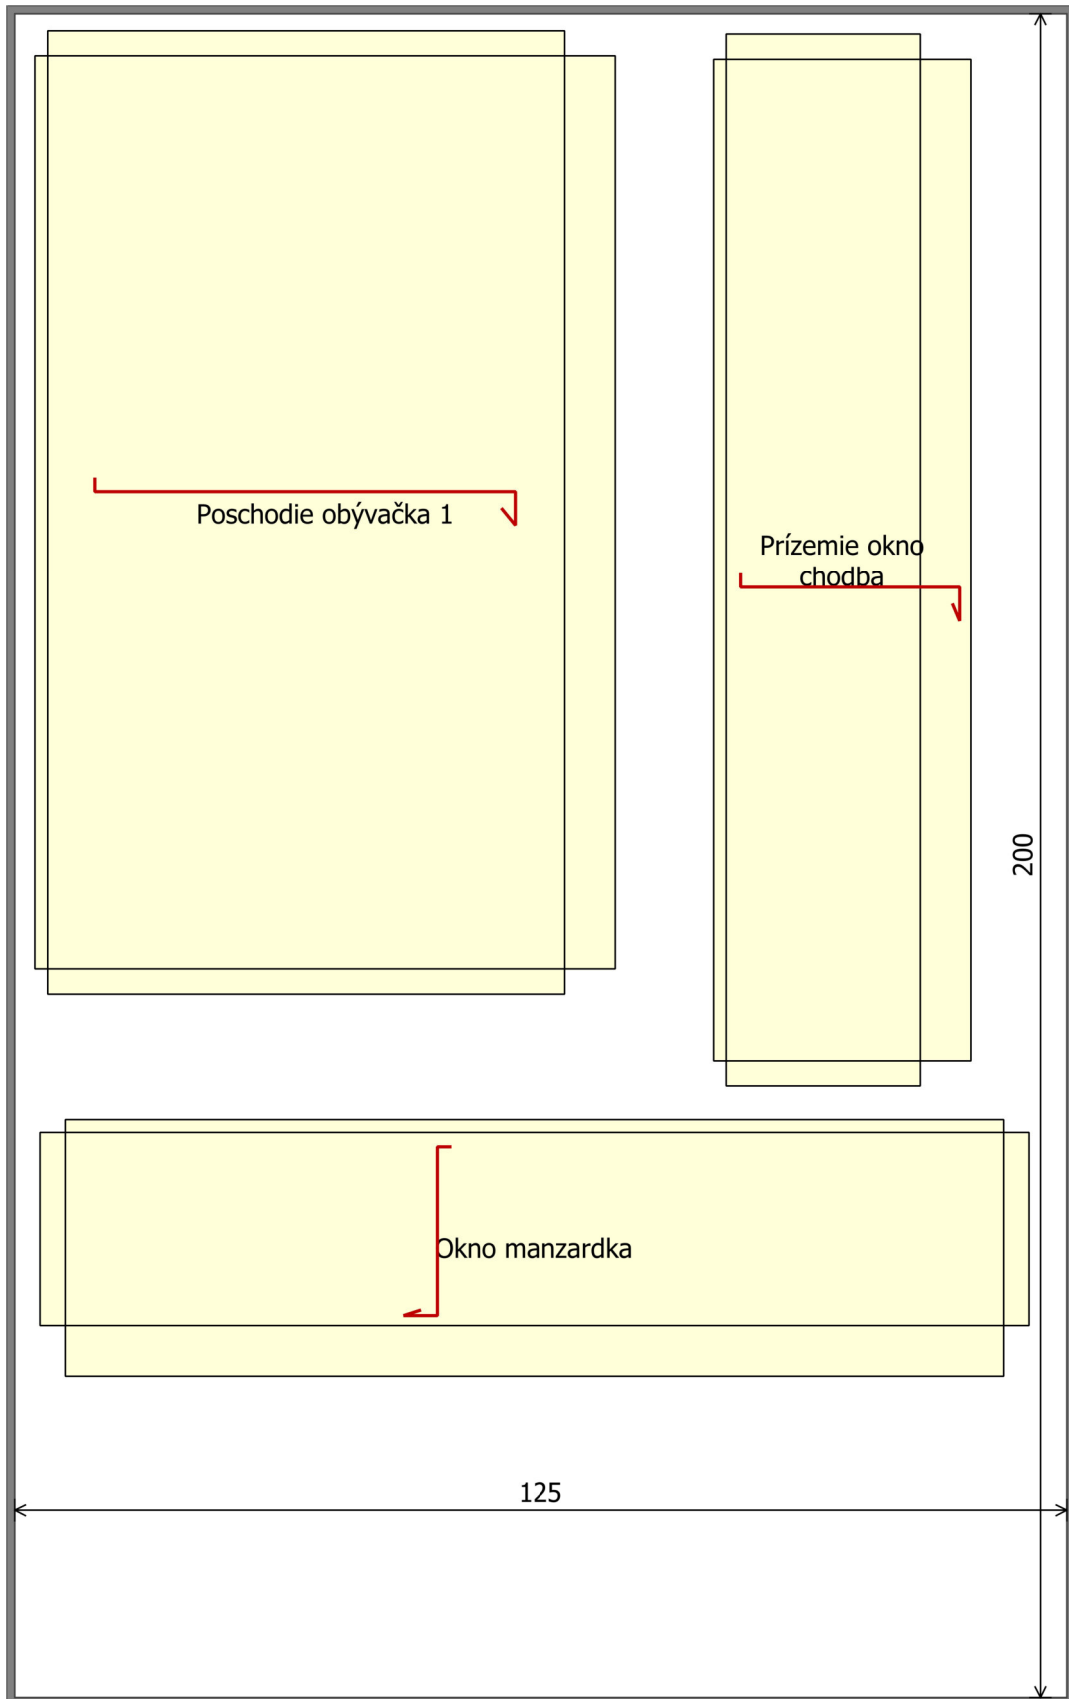 Poschodie obývačka 1
Prízemie okno
chodba
200
Okno manzardka
125